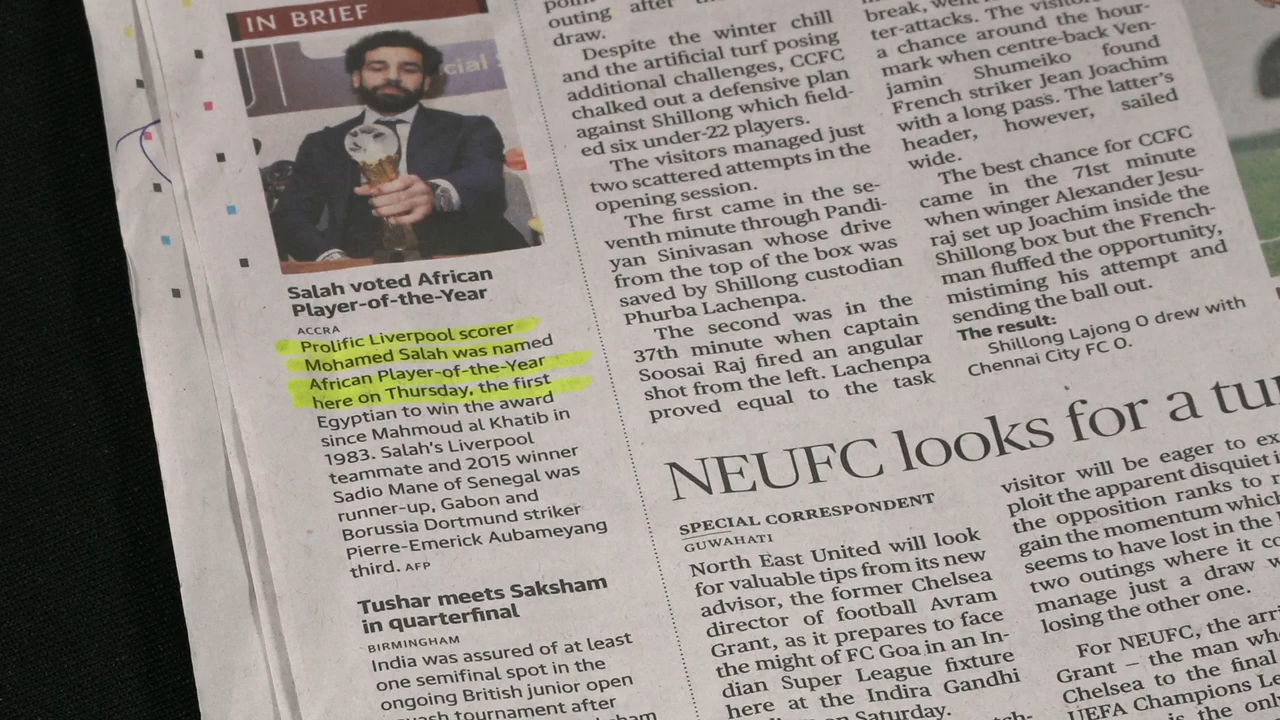 IN BRIEF
cial
Salah voted African
Player-of-the-Year
ACCRA
Prolific Liverpool scorer
Mohamed Salah was named
African Player-of-the-Year
here on Thursday, the first
Egyptian to win the award
since Mahmoud al Khatib in
1983. Salah's Liverpool
teammate and 2015 winner
Sadio Mane of Senegal was
runner-up, Gabon and
Borussia Dortmund striker
Pierre-Emerick Aubameyang
third. AFP
Tushar meets Saksham
in quarterfinal
BIRMINGHAM
India was assured of at least
one semifinal spot in the
ongoing British junior open
tournament after
outing after
draw.
Despite the winter chill
and the artificial turf posing
additional challenges, CCFC
chalked out a defensive plan
against Shillong which field-
ed six under-22 players.
The visitors managed just
two scattered attempts in the
opening session.
The first came in the se-
venth minute through Pandi-
yan Sinivasan whose drive
from the top of the box was
saved by Shillong custodian
Phurba Lachenpa.
The second was in the
37th minute when captain
Soosai Raj fired an angular
shot from the left. Lachenpa
proved equal to the task
break, went
ter-attacks. The visitors
a chance around the hour-
mark when centre-back Ven-
jamin Shumeiko found
French striker Jean Joachim
with a long pass. The latter's
header, however, sailed
wide.
The best chance for CCFC
came in the 71st minute
when winger Alexander Jesu-
raj set up Joachim inside the
Shillong box but the French-
man fluffed the opportunity,
mistiming his attempt and
sending the ball out.
The result:
Shillong Lajong 0 drew with
Chennai City FC 0.
NEUFC looks for a tu
SPECIAL CORRESPONDENT
GUWAHATI
North East United will look
for valuable tips from its new
advisor, the former Chelsea
director of football Avram
Grant, as it prepares to face
the might of FC Goa in an In-
dian Super League fixture
here at the Indira Gandhi
on Saturday.
visitor will be eager to ex
ploit the apparent disquiet i
the opposition ranks to r
gain the momentum which
seems to have lost in the
two outings where it co
manage just a draw w
losing the other one.
For NEUFC, the arr
Grant – the man wh
Chelsea to the final
UEFA Champions Le
is the onl